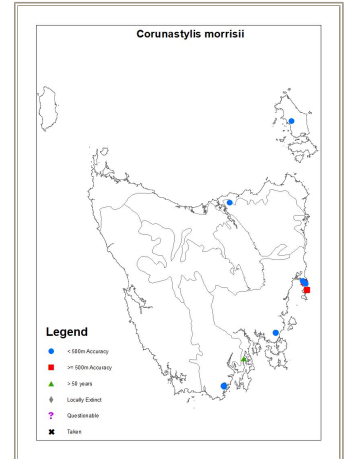 Corunastylis morrisii
Legend
< 500m Accuracy
>= 500m Accuracy
> 50 years
Locally Extinct
? Questionable
Taken